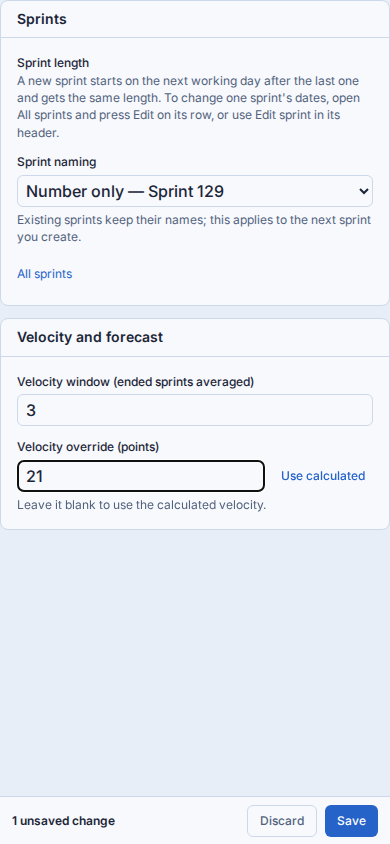 Sprints
Sprint length
A new sprint starts on the next working day after the last one
and gets the same length. To change one sprint's dates, open
All sprints and press Edit on its row, or use Edit sprint in its
header.
Sprint naming
Number only — Sprint 129
Existing sprints keep their names; this applies to the next sprint
you create.
All sprints
Velocity and forecast
Velocity window (ended sprints averaged)
3
Velocity override (points)
21
Use calculated
Leave it blank to use the calculated velocity.
1 unsaved change
Discard
Save